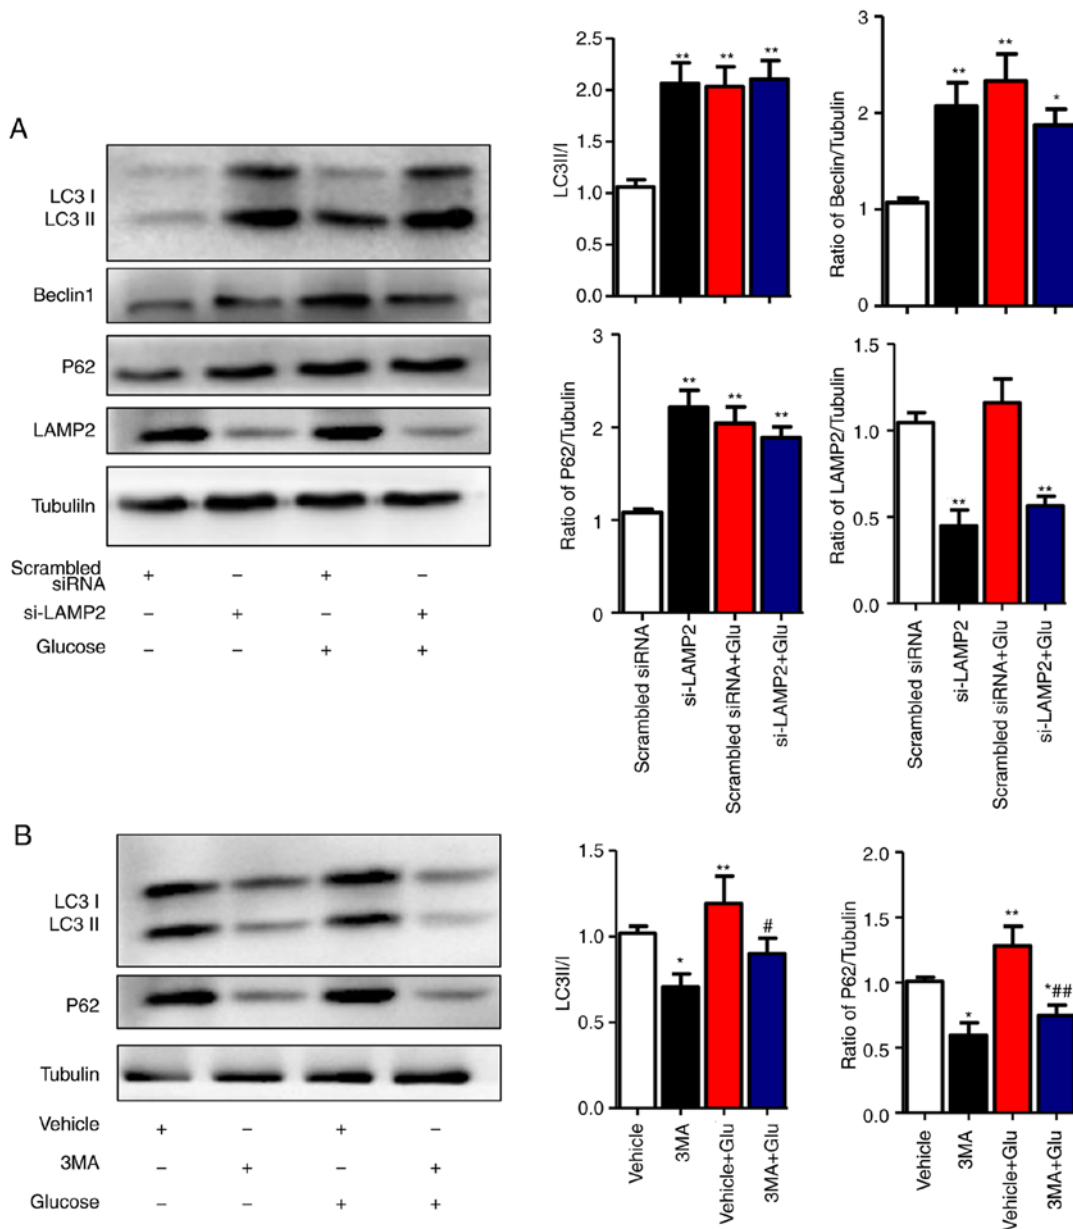 A
LC3 I
LC3 II
Beclin1
P62
LAMP2
Tubuliln
Scrambled siRNA + – + –
si-LAMP2 – + – +
Glucose – – + +
LC3II/I
2.5
2.0
1.5
1.0
0.5
0.0
** ** **
Ratio of Beclin/Tubulin
3
2
1
0
** ** *
Ratio of P62/Tubulin
3
2
1
0
** ** **
Scrambled siRNA
si-LAMP2
Scrambled siRNA+Glu
si-LAMP2+Glu
Ratio of LAMP2/Tubulin
1.5
1.0
0.5
0.0
** **
Scrambled siRNA
si-LAMP2
Scrambled siRNA+Glu
si-LAMP2+Glu
B
LC3 I
LC3 II
P62
Tubulin
Vehicle + – + –
3MA – + – +
Glucose – – + +
LC3II/I
1.5
1.0
0.5
0.0
* ** #
Vehicle
3MA
Vehicle+Glu
3MA+Glu
Ratio of P62/Tubulin
2.0
1.5
1.0
0.5
0.0
* ** *##
Vehicle
3MA
Vehicle+Glu
3MA+Glu